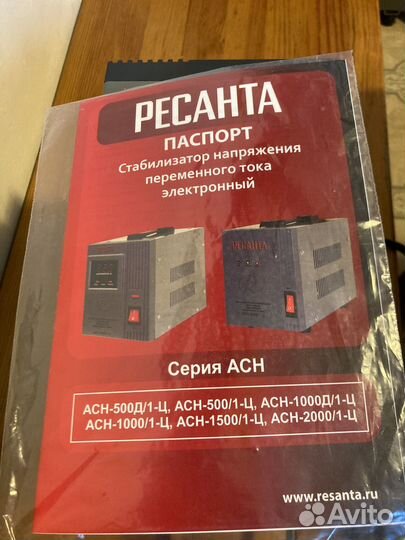 РЕСАНТА
ПАСПОРТ
Стабилизатор напряжения
переменного тока
электронный
РЕСАНТА
Серия АСН
АСН-500Д/1-Ц, АСН-500/1-Ц, АСН-1000Д/1-Ц
АСН-1000/1-Ц, АСН-1500/1-Ц, АСН-2000/1-Ц
www.resanta.ru
Avito